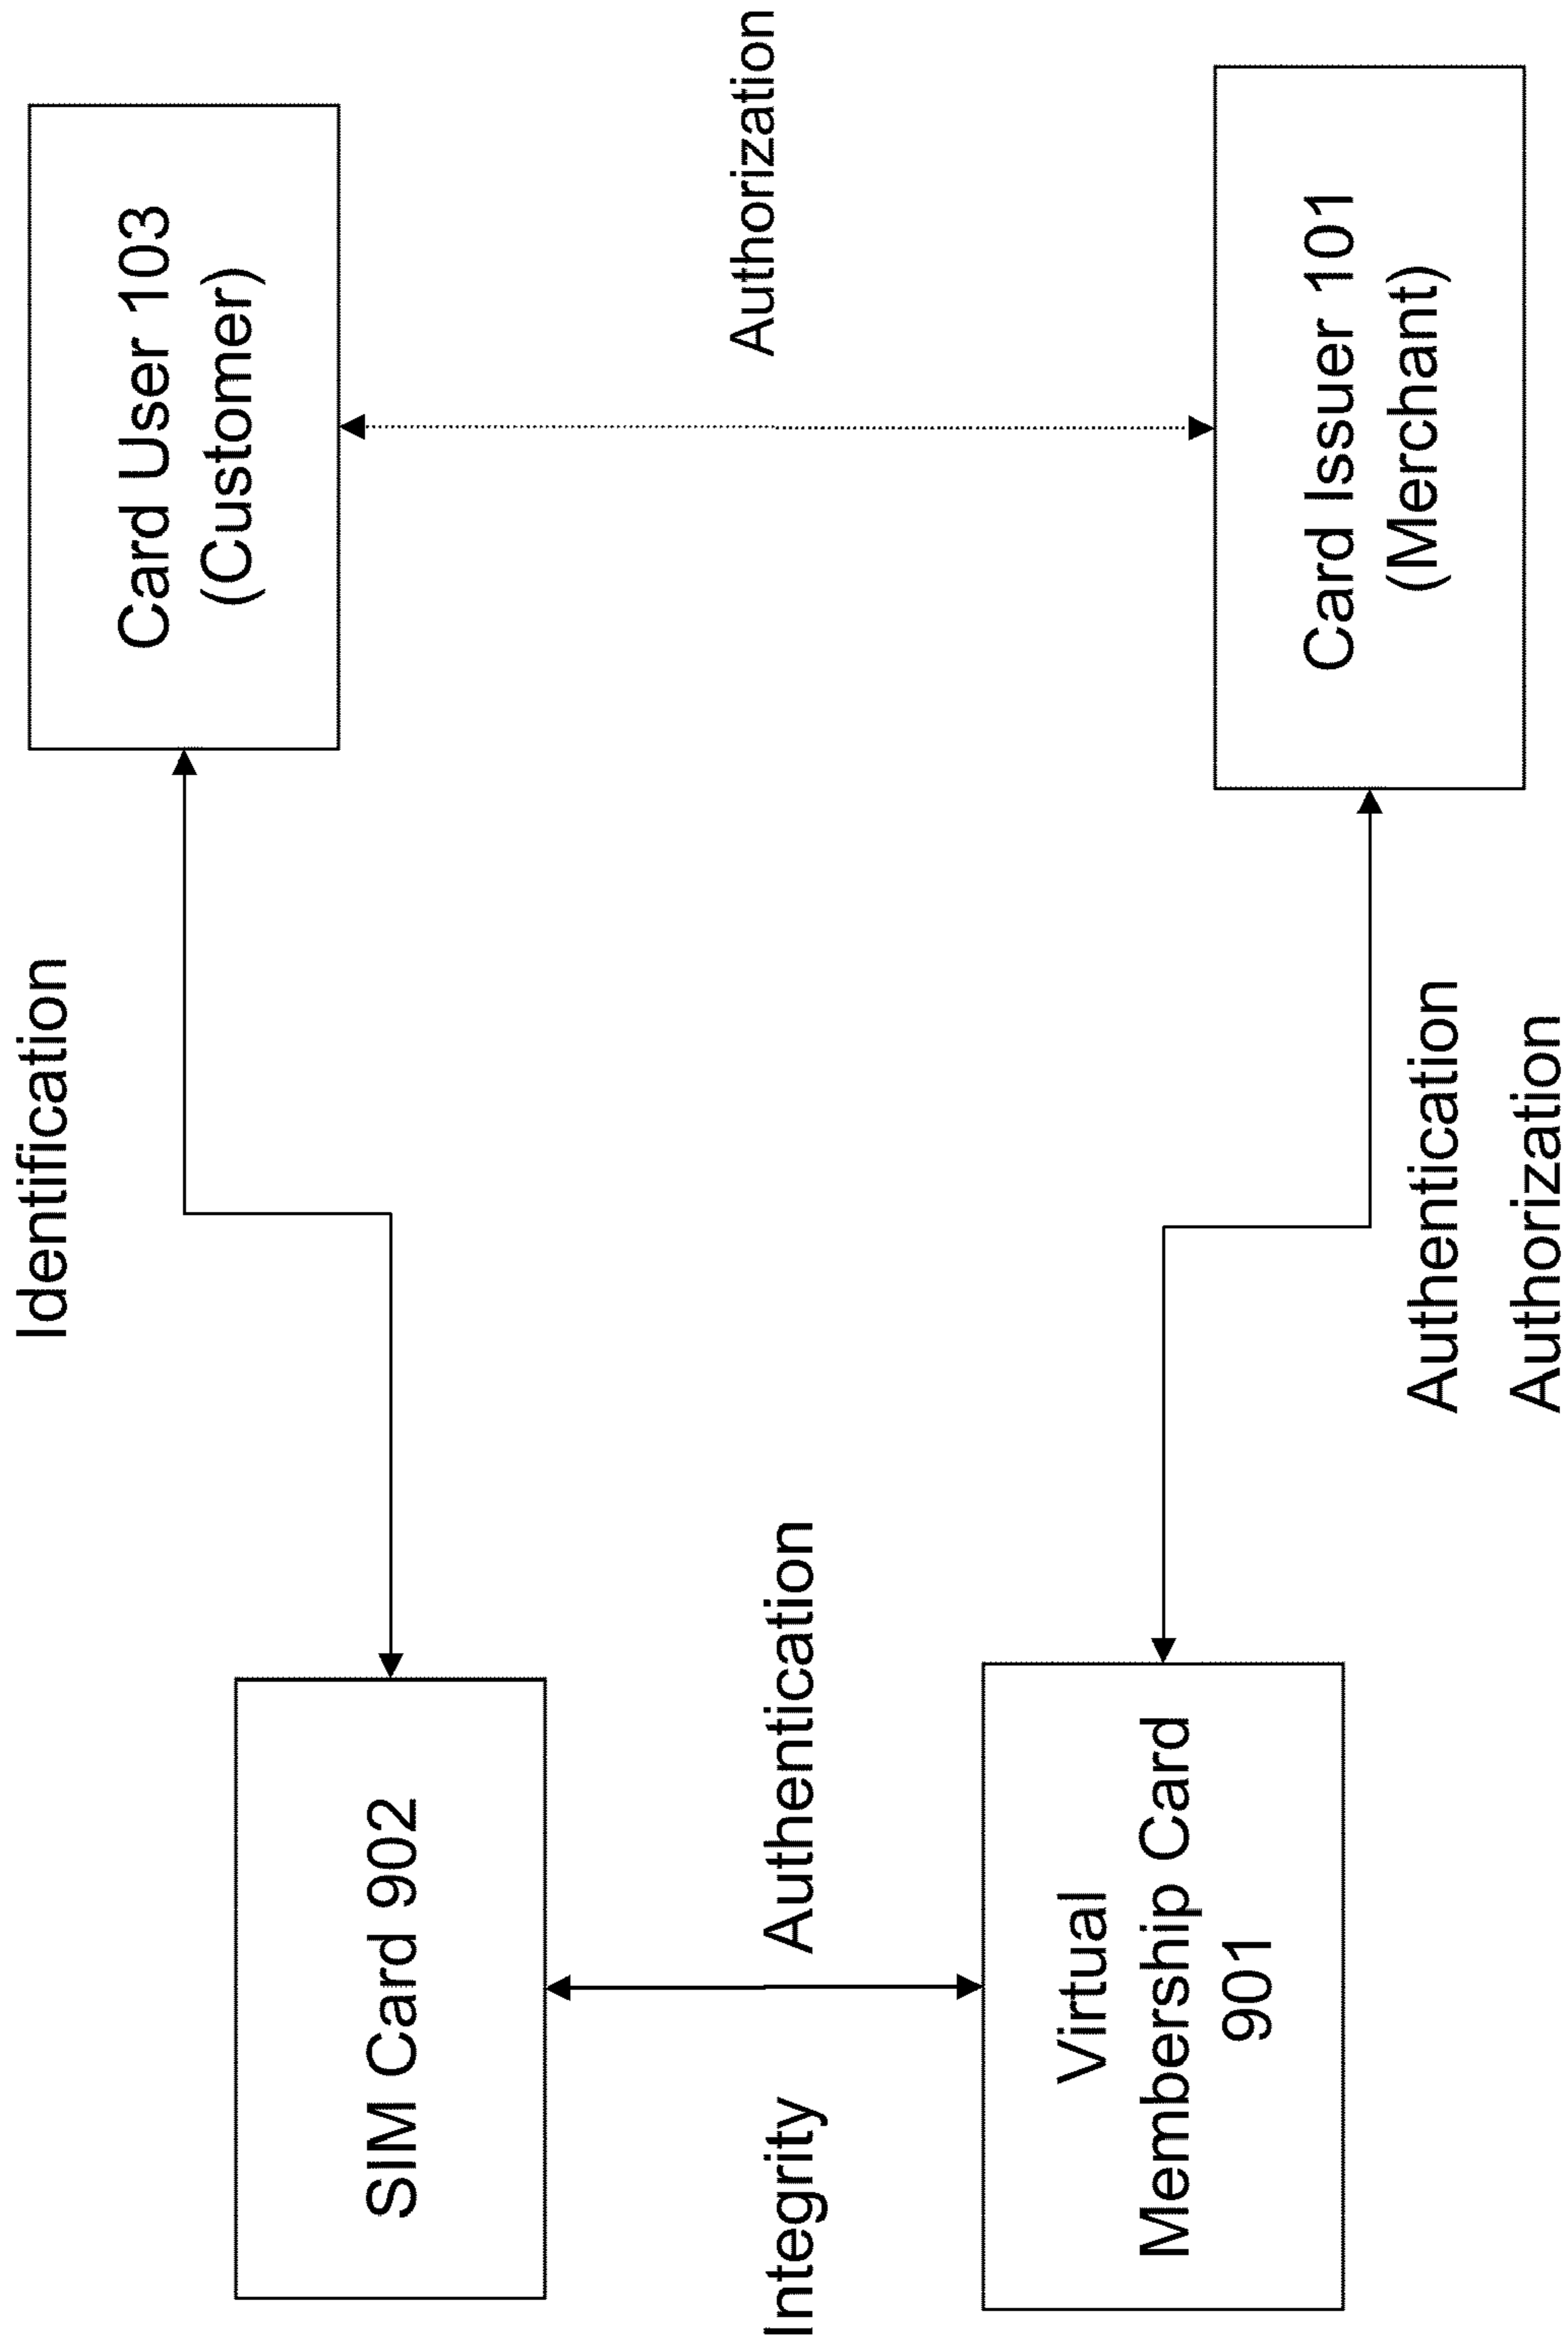 Identification
SIM Card 902
Card User 103
(Customer)
Integrity
Authentication
Authorization
Virtual
Membership Card
901
Card Issuer 101
(Merchant)
Authentication
Authorization